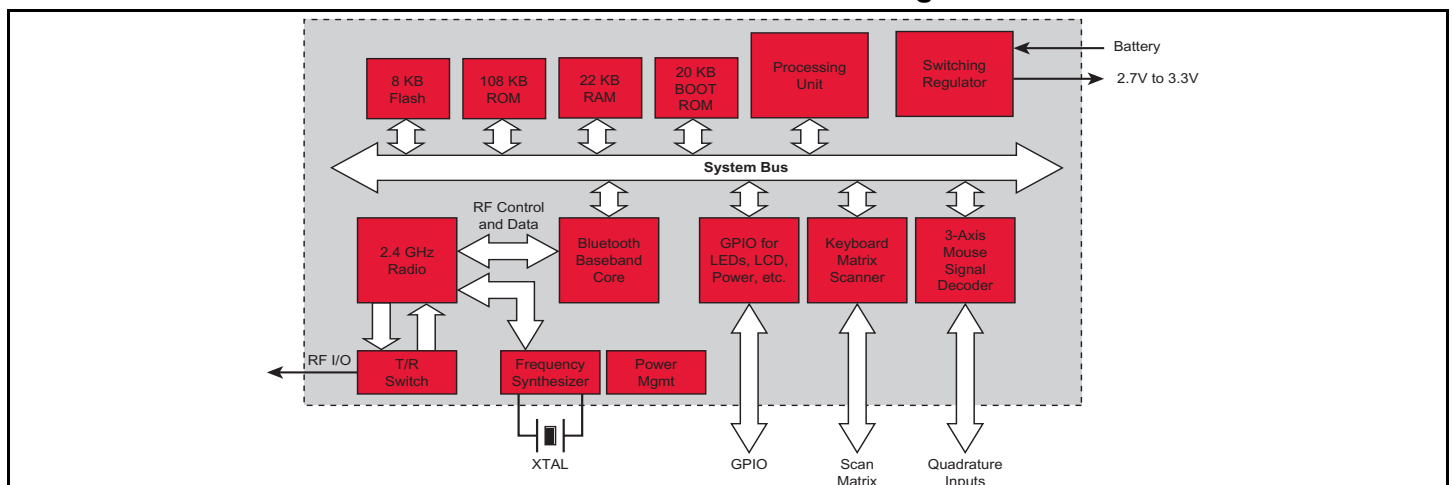 8 KB
Flash
108 KB
ROM
22 KB
RAM
20 KB
BOOT
ROM
Processing
Unit
Switching
Regulator
Battery
2.7V to 3.3V
System Bus
RF Control
and Data
2.4 GHz
Radio
Bluetooth
Baseband
Core
GPIO for
LEDs, LCD,
Power, etc.
Keyboard
Matrix
Scanner
3-Axis
Mouse
Signal
Decoder
RF I/O
T/R
Switch
Frequency
Synthesizer
Power
Mgmt
XTAL
GPIO
Scan
Matrix
Quadrature
Inputs